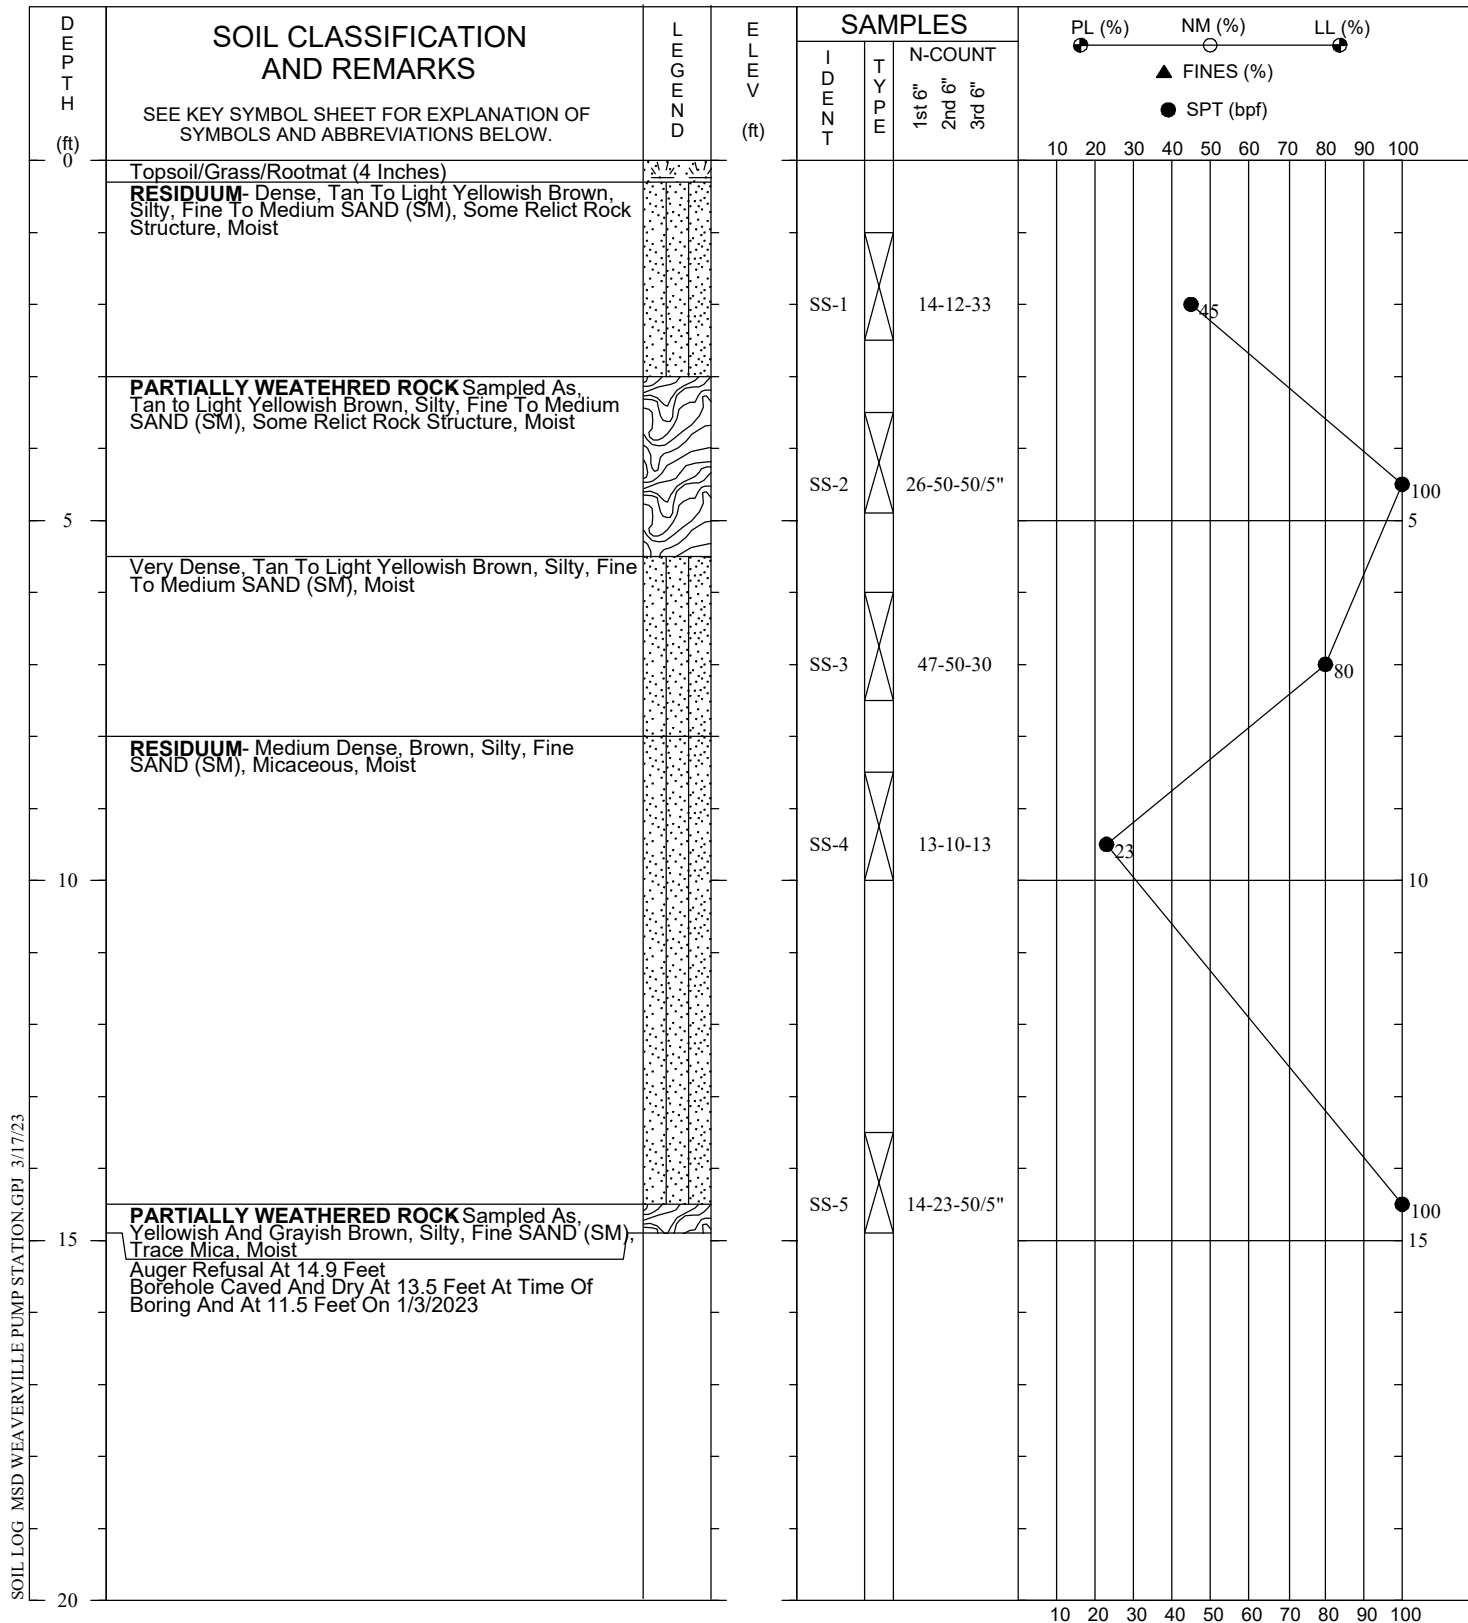 DEPTH
(ft)
SOIL CLASSIFICATION
AND REMARKS
SEE KEY SYMBOL SHEET FOR EXPLANATION OF
SYMBOLS AND ABBREVIATIONS BELOW.
LEGEND
ELEV
(ft)
SAMPLES
IDENT
TYPE
N-COUNT
1st 6"
2nd 6"
3rd 6"
PL (%)
NM (%)
LL (%)
▲ FINES (%)
● SPT (bpf)
10 20 30 40 50 60 70 80 90 100
0
Topsoil/Grass/Rootmat (4 Inches)
RESIDUUM- Dense, Tan To Light Yellowish Brown,
Silty, Fine To Medium SAND (SM), Some Relict Rock
Structure, Moist
SS-1
14-12-33
45
PARTIALLY WEATEHRED ROCK Sampled As,
Tan to Light Yellowish Brown, Silty, Fine To Medium
SAND (SM), Some Relict Rock Structure, Moist
SS-2
26-50-50/5"
100
5
5
Very Dense, Tan To Light Yellowish Brown, Silty, Fine
To Medium SAND (SM), Moist
SS-3
47-50-30
80
RESIDUUM- Medium Dense, Brown, Silty, Fine
SAND (SM), Micaceous, Moist
SS-4
13-10-13
23
10
10
SS-5
14-23-50/5"
100
PARTIALLY WEATHERED ROCK Sampled As,
Yellowish And Grayish Brown, Silty, Fine SAND (SM),
Trace Mica, Moist
15
15
Auger Refusal At 14.9 Feet
Borehole Caved And Dry At 13.5 Feet At Time Of
Boring And At 11.5 Feet On 1/3/2023
20
10 20 30 40 50 60 70 80 90 100
SOIL LOG MSD WEAVERVILLE PUMP STATION.GPJ 3/17/23